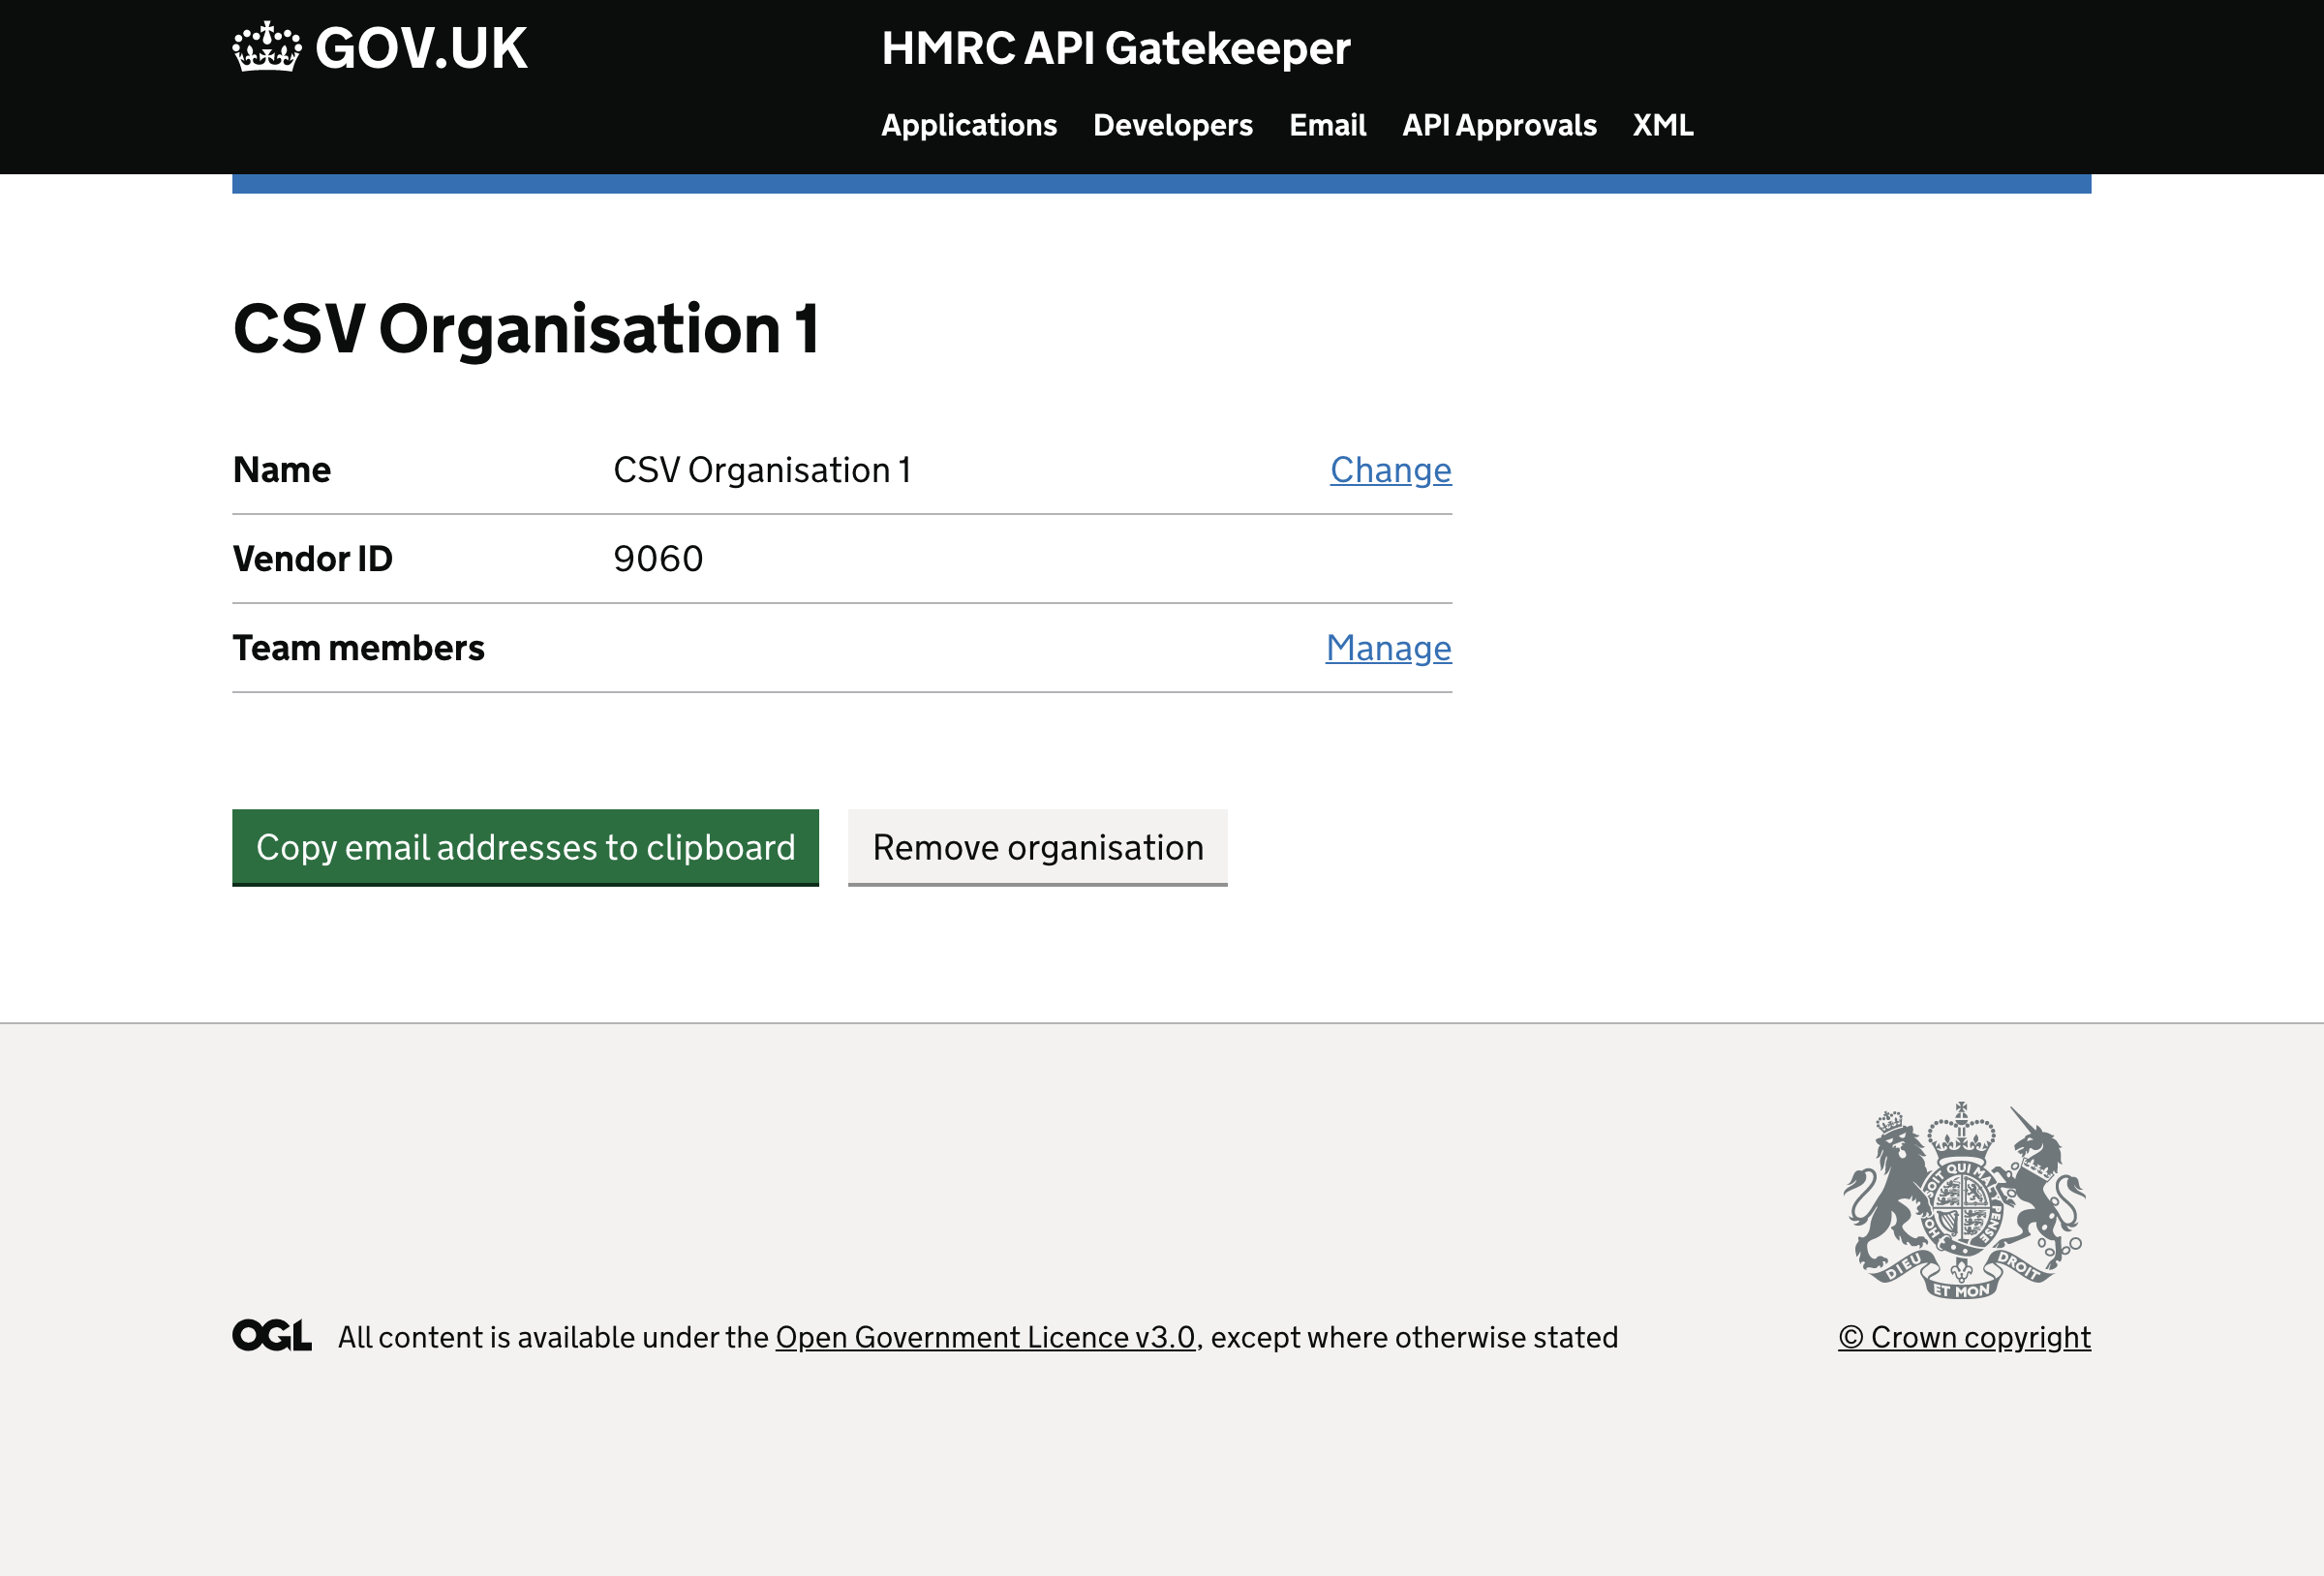 GOV.UK
HMRC API Gatekeeper
Applications Developers Email API Approvals XML
CSV Organisation 1
Name CSV Organisation 1 Change
Vendor ID 9060
Team members Manage
Copy email addresses to clipboard Remove organisation
HONI SOIT QUI MAL Y PENSE
DIEU ET MON DROIT
OGL All content is available under the Open Government Licence v3.0, except where otherwise stated
© Crown copyright